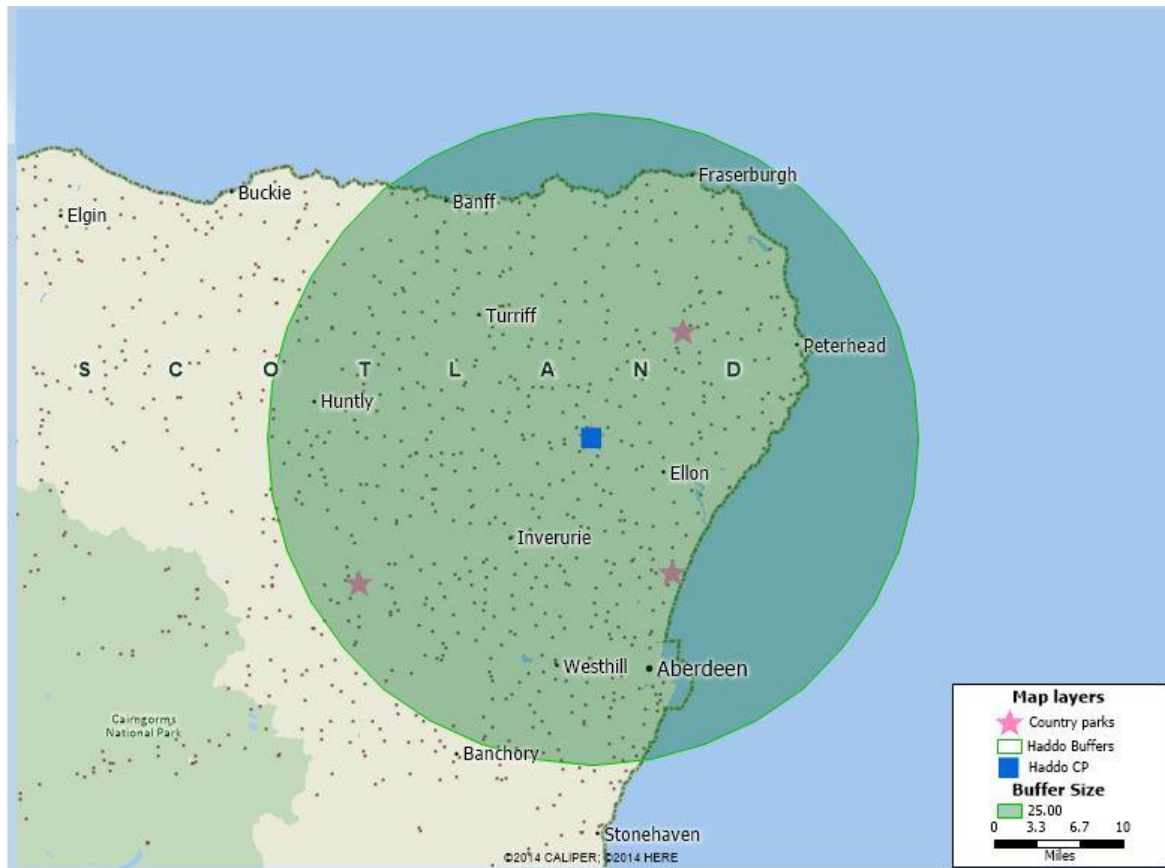 Fraserburgh
Buckie
Banff
Elgin
Turriff
Peterhead
S C O T L A N D
Huntly
Ellon
Inverurie
Westhill
Aberdeen
Cairngorms
National Park
Banchory
Stonehaven
©2014 CALIPER; ©2014 HERE
Map layers
Country parks
Haddo Buffers
Haddo CP
Buffer Size
25.00
0 3.3 6.7 10
Miles